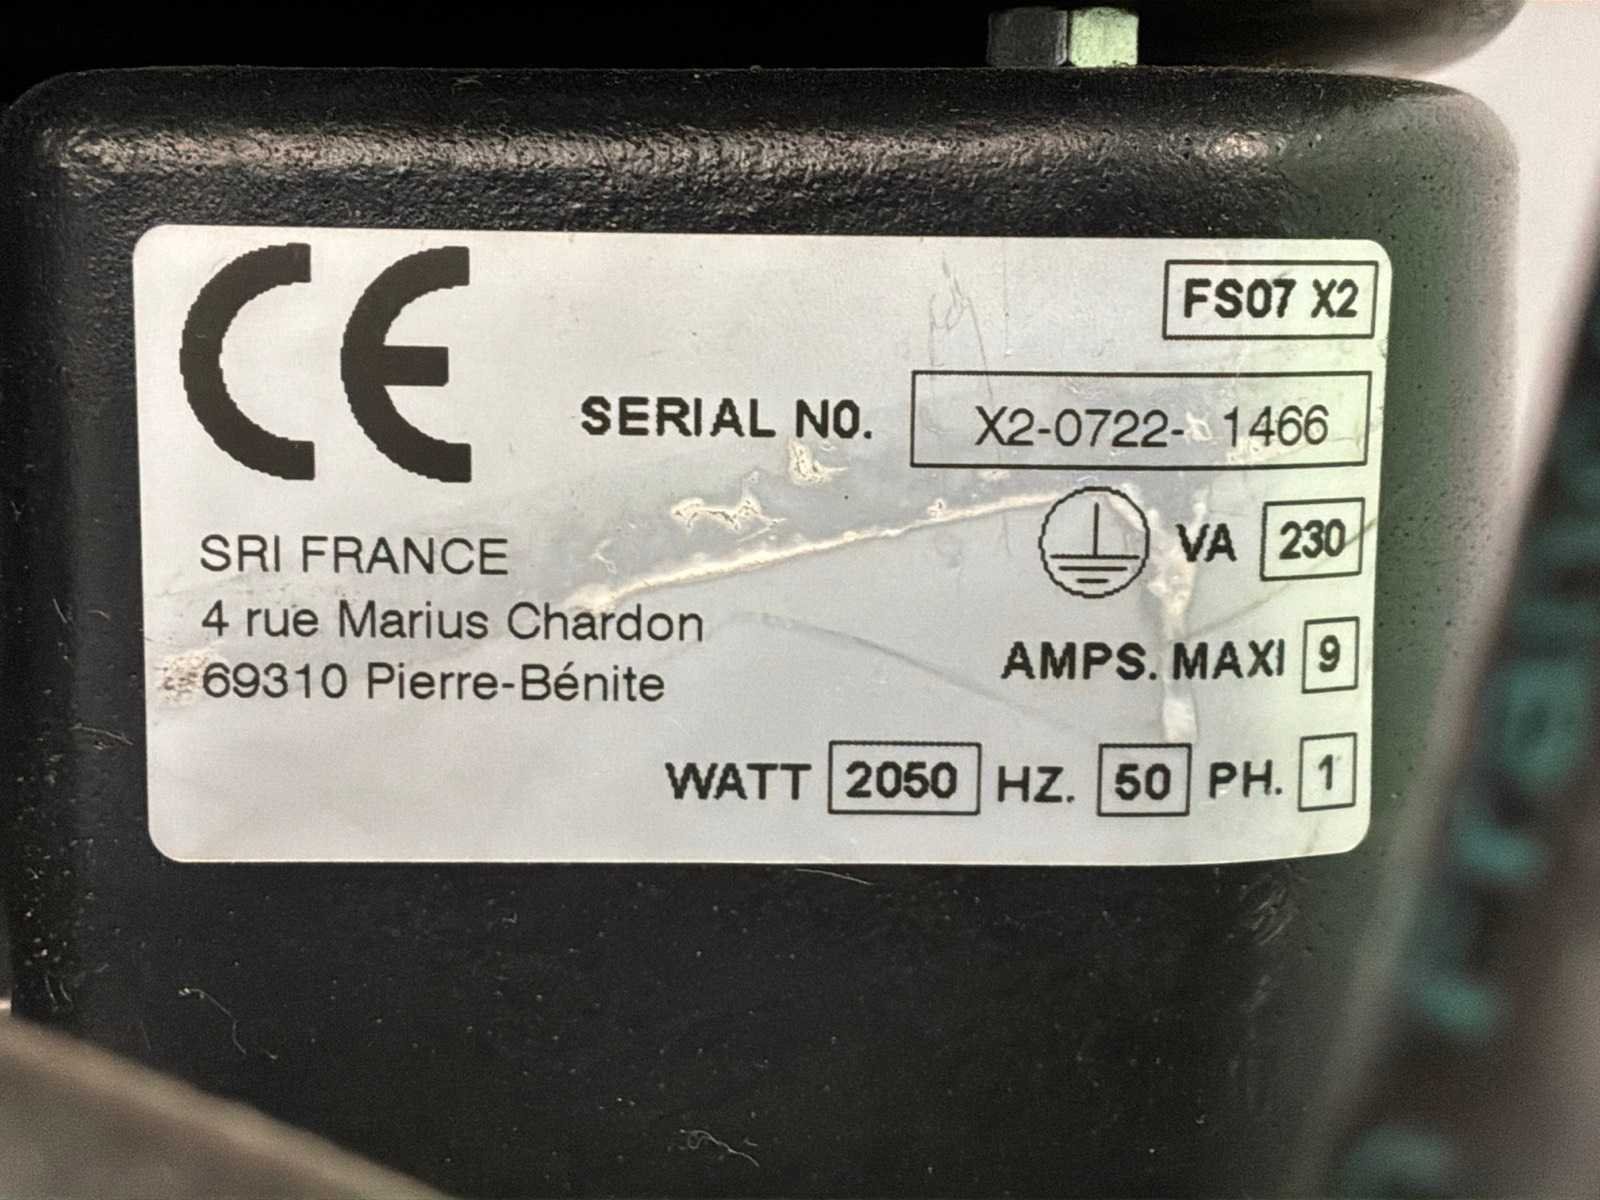 CE
FS07 X2
SERIAL NO. X2-0722- 1466
SRI FRANCE
4 rue Marius Chardon
69310 Pierre-Bénite
VA 230
AMPS. MAXI 9
WATT 2050 HZ. 50 PH. 1